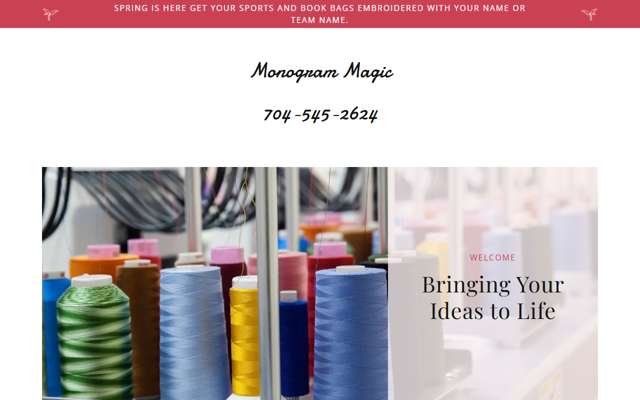 SPRING IS HERE GET YOUR SPORTS AND BOOK BAGS EMBROIDERED WITH YOUR NAME OR
TEAM NAME.
Monogram Magic
704-545-2624
WELCOME
Bringing Your
Ideas to Life